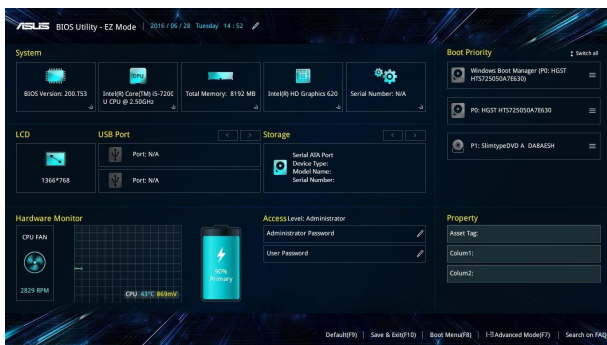 ASUS BIOS Utility - EZ Mode 2016 / 06 / 28 Tuesday 14 : 52
System
BIOS Version: 200.T53
CPU
Intel(R) Core(TM) i5-7200
U CPU @ 2.50GHz
Total Memory: 8192 MB
Intel(R) HD Graphics 620
Serial Number: N/A
Boot Priority
Switch all
Windows Boot Manager (P0: HGST
HTS725050A7E630)
P0: HGST HTS725050A7E630
P1: SlimtypeDVD A DA8AESH
LCD
1366*768
USB Port
Port: N/A
Port: N/A
Storage
Serial ATA Port
Device Type:
Model Name:
Serial Number:
Hardware Monitor
CPU FAN
2829 RPM
CPU 43°C 869mV
90%
Primary
Access Level: Administrator
Administrator Password
User Password
Property
Asset Tag:
Colum1:
Colum2:
Default(F9) | Save & Exit(F10) | Boot Menu(F8) | Advanced Mode(F7) | Search on FAQ